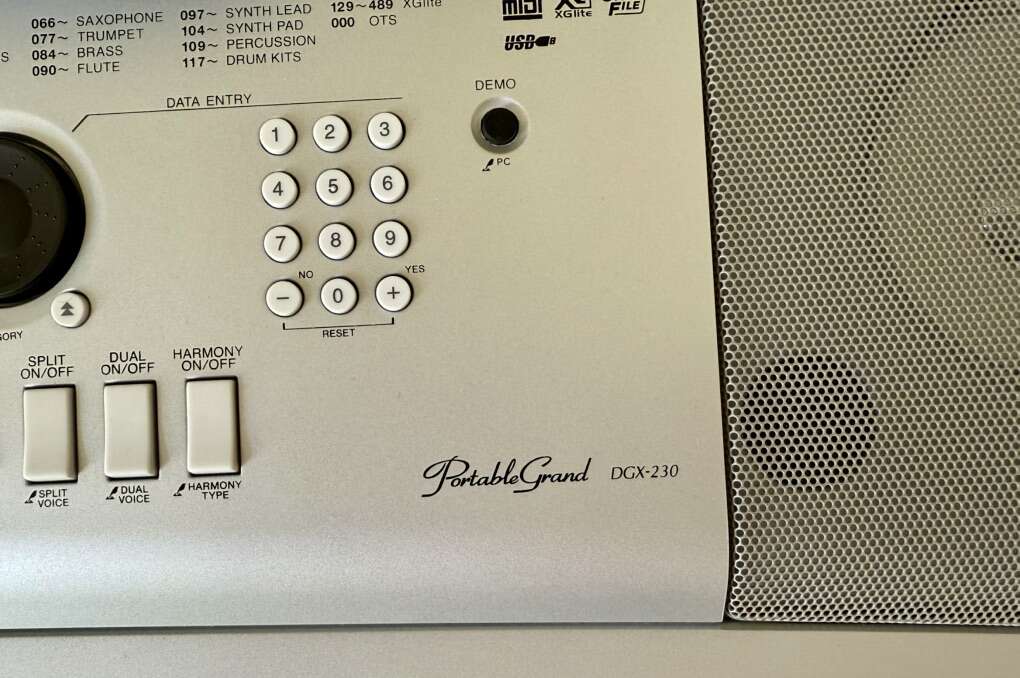 066~ SAXOPHONE
077~ TRUMPET
084~ BRASS
090~ FLUTE
097~ SYNTH LEAD
104~ SYNTH PAD
109~ PERCUSSION
117~ DRUM KITS
129~489 XGlite
000 OTS
MIDI
XG
XGlite
FILE
USB
DATA ENTRY
DEMO
PC
1 2 3
4 5 6
7 8 9
NO YES
− 0 +
RESET
SPLIT
ON/OFF
DUAL
ON/OFF
HARMONY
ON/OFF
SPLIT
VOICE
DUAL
VOICE
HARMONY
TYPE
PortableGrand DGX-230